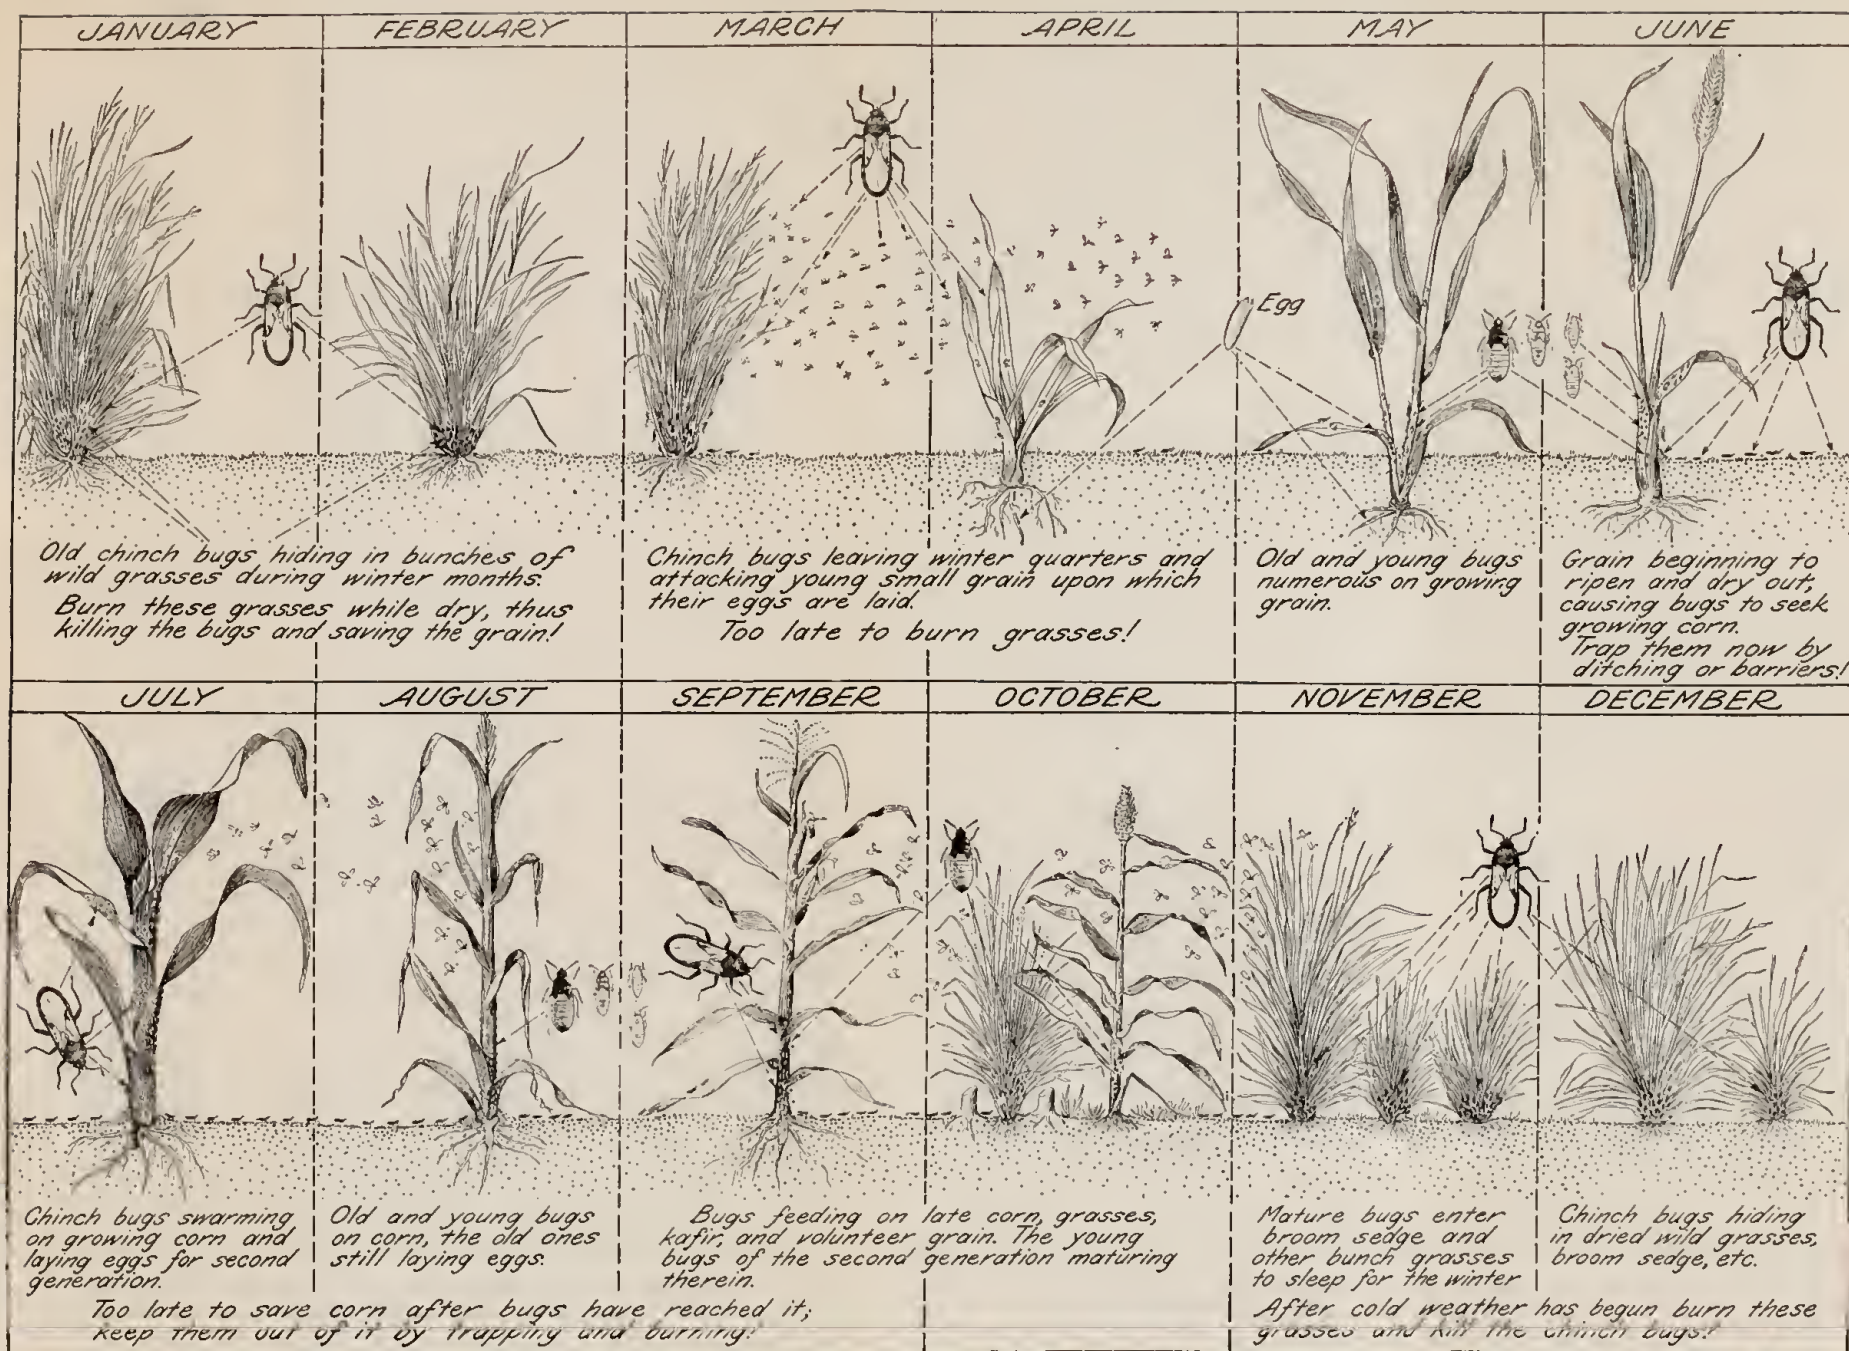 JANUARY
FEBRUARY
MARCH
APRIL
MAY
JUNE
Egg
Old chinch bugs hiding in bunches of
wild grasses during winter months.
Burn these grasses while dry, thus
killing the bugs and saving the grain!
Chinch bugs leaving winter quarters and
attacking young small grain upon which
their eggs are laid.
Too late to burn grasses!
Old and young bugs
numerous on growing
grain.
Grain beginning to
ripen and dry out,
causing bugs to seek
growing corn.
Trap them now by
ditching or barriers!
JULY
AUGUST
SEPTEMBER
OCTOBER
NOVEMBER
DECEMBER
Chinch bugs swarming
on growing corn and
laying eggs for second
generation.
Old and young bugs
on corn, the old ones
still laying eggs.
Too late to save corn after bugs have reached it;
keep them out of it by trapping and burning!
Bugs feeding on late corn, grasses,
kafir, and volunteer grain. The young
bugs of the second generation maturing
therein.
Mature bugs enter
broom sedge and
other bunch grasses
to sleep for the winter
Chinch bugs hiding
in dried wild grasses,
broom sedge, etc.
After cold weather has begun burn these
grasses and kill the chinch bugs!